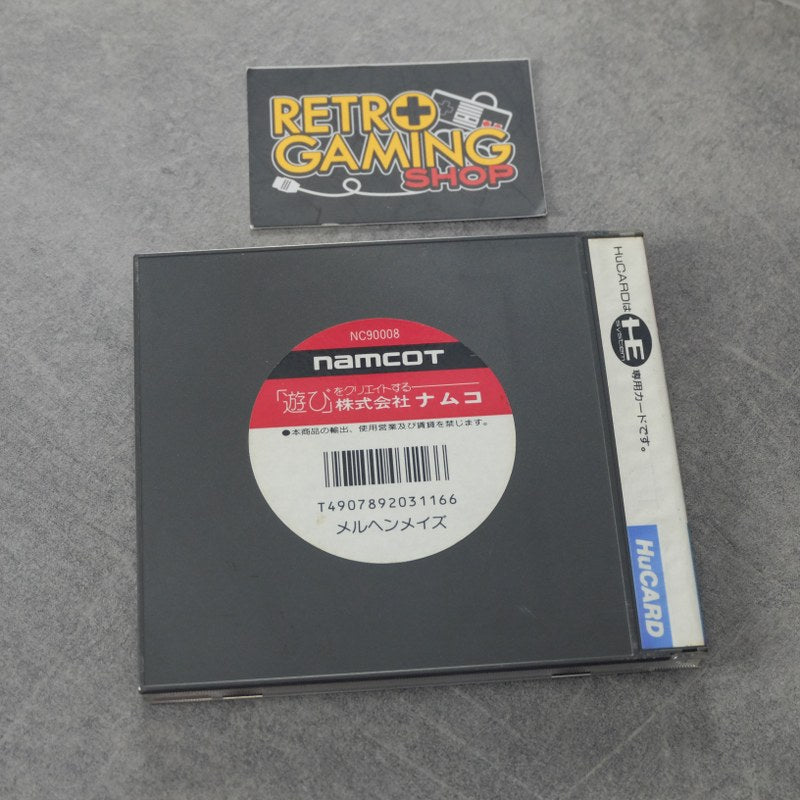 RETRO
GAMING
SHOP
NC90008
namcoT
「遊び」をクリエイトする
株式会社ナムコ
●本商品の輸出、使用営業及び賃貸を禁じます。
T4907892031166
メルヘンメイズ
HuCARDは
HE
system
専用カードです。
HuCARD